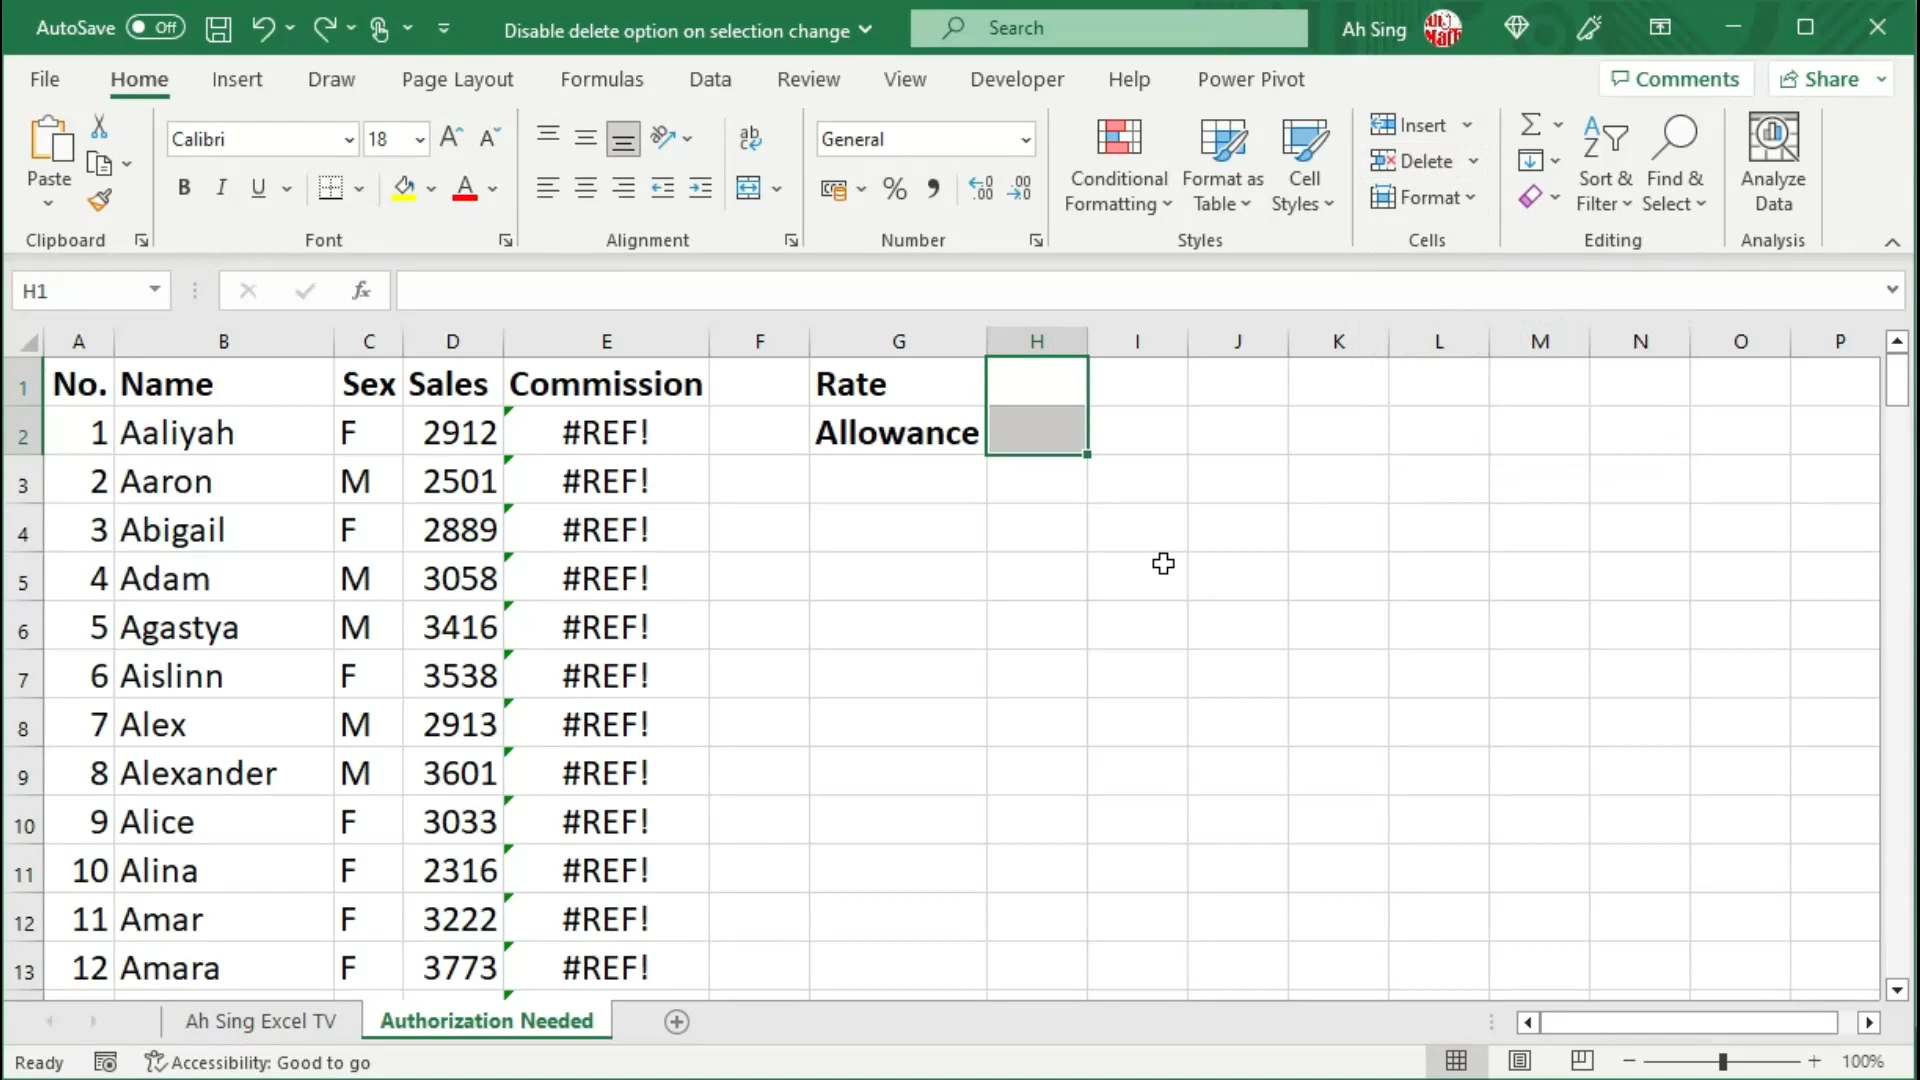 AutoSave Off Disable delete option on selection change Search Ah Sing
File Home Insert Draw Page Layout Formulas Data Review View Developer Help Power Pivot Comments Share
Paste
Clipboard
Calibri 18
B I U A
Font
ab
Alignment
General
% .00
Number
Conditional Formatting
Format as Table
Cell Styles
Styles
Insert
Delete
Format
Cells
Sort & Filter
Find & Select
Editing
Analyze Data
Analysis
H1 fx
A B C D E F G H I J K L M N O P
1 No. Name Sex Sales Commission Rate
2 1 Aaliyah F 2912 #REF! Allowance
3 2 Aaron M 2501 #REF!
4 3 Abigail F 2889 #REF!
5 4 Adam M 3058 #REF!
6 5 Agastya M 3416 #REF!
7 6 Aislinn F 3538 #REF!
8 7 Alex M 2913 #REF!
9 8 Alexander M 3601 #REF!
10 9 Alice F 3033 #REF!
11 10 Alina F 2316 #REF!
12 11 Amar F 3222 #REF!
13 12 Amara F 3773 #REF!
Ah Sing Excel TV Authorization Needed
Ready Accessibility: Good to go 100%